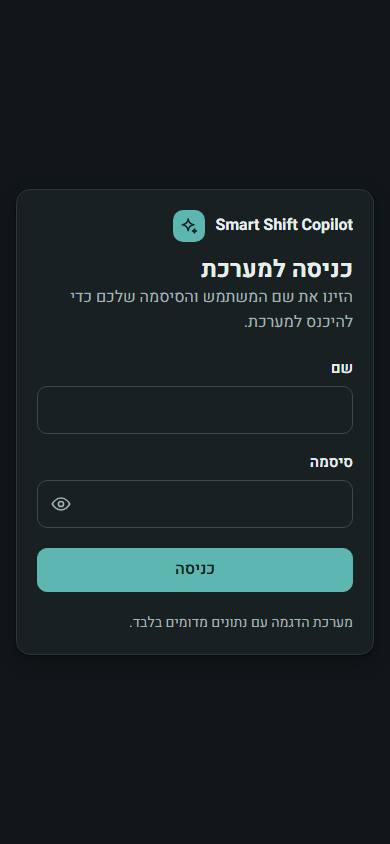 Smart Shift Copilot
כניסה למערכת
הזינו את שם המשתמש והסיסמה שלכם כדי
להיכנס למערכת.
שם
סיסמה
כניסה
מערכת הדגמה עם נתונים מדומים בלבד.